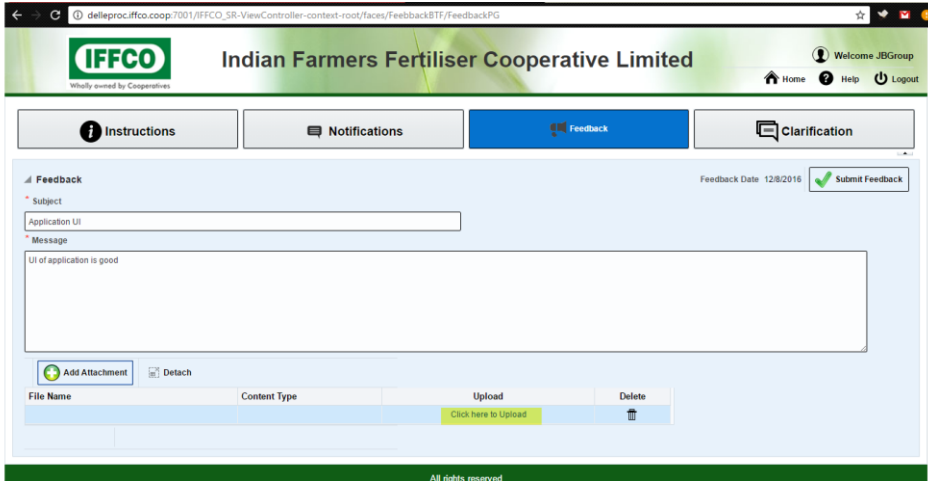 delleproc.iffco.coop:7001/IFFCO_SR-ViewController-context-root/faces/FeebbackBTF/FeedbackPG
IFFCO
Wholly owned by Cooperatives
Indian Farmers Fertiliser Cooperative Limited
Welcome JBGroup
Home Help Logout
Instructions Notifications Feedback Clarification
Feedback Feedback Date 12/8/2016 Submit Feedback
* Subject
Application UI
* Message
UI of application is good
Add Attachment Detach
File Name Content Type Upload Delete
Click here to Upload
All rights reserved